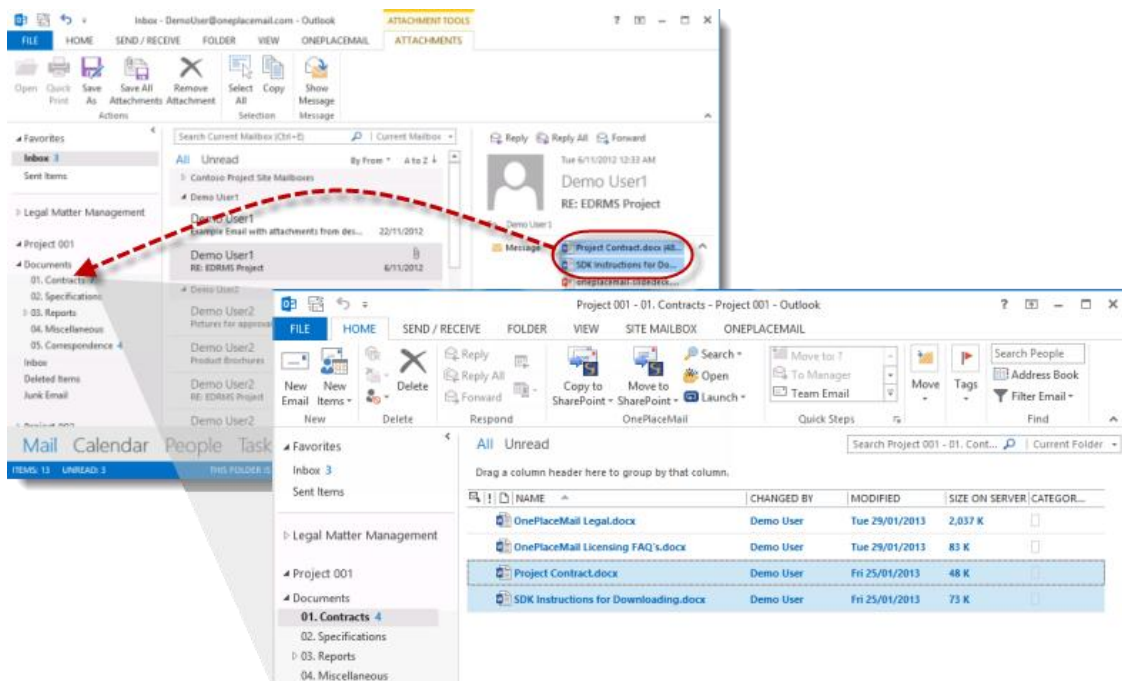 Inbox - DemoUser@oneplacemail.com - Outlook
ATTACHMENT TOOLS
FILE HOME SEND / RECEIVE FOLDER VIEW ONEPLACEMAIL ATTACHMENTS
Open Quick Print Save As Save All Attachments Remove Attachment Select All Copy Show Message
Actions Selection Message
Favorites
Inbox 3
Sent Items
Legal Matter Management
Project 001
Documents
01. Contracts
02. Specifications
03. Reports
04. Miscellaneous
05. Correspondence 4
Inbox
Deleted Items
Junk Email
Mail Calendar People Task
ITEMS: 13 UNREAD: 3 THIS FOLDER IS
Search Current Mailbox (Ctrl+E) Current Mailbox
All Unread By From A to Z
Contoso Project Site Mailboxes
Demo User1
Demo User1
Example Email with attachments from des... 22/11/2012
Demo User1
RE: EDRMS Project 6/11/2012
Demo User2
Demo User2
Pictures for approval
Demo User2
Product Brochures
Demo User2
RE: EDRMS Project
Demo User2
Reply Reply All Forward
Tue 6/11/2012 12:33 AM
Demo User1
RE: EDRMS Project
Demo User1
Message Project Contract.docx (48...
SDK Instructions for Do...
Project 001 - 01. Contracts - Project 001 - Outlook
FILE HOME SEND / RECEIVE FOLDER VIEW SITE MAILBOX ONEPLACEMAIL
New Email New Items Delete Reply Reply All Forward Copy to SharePoint Move to SharePoint Search Open Launch Move to: ? To Manager Team Email Move Tags Search People Address Book Filter Email
New Delete Respond OnePlaceMail Quick Steps Find
Favorites
Inbox 3
Sent Items
Legal Matter Management
Project 001
Documents
01. Contracts 4
02. Specifications
03. Reports
04. Miscellaneous
All Unread Search Project 001 - 01. Cont... Current Folder
Drag a column header here to group by that column.
NAME CHANGED BY MODIFIED SIZE ON SERVER CATEGOR...
OnePlaceMail Legal.docx Demo User Tue 29/01/2013 2,037 K
OnePlaceMail Licensing FAQ's.docx Demo User Tue 29/01/2013 83 K
Project Contract.docx Demo User Fri 25/01/2013 48 K
SDK Instructions for Downloading.docx Demo User Fri 25/01/2013 73 K